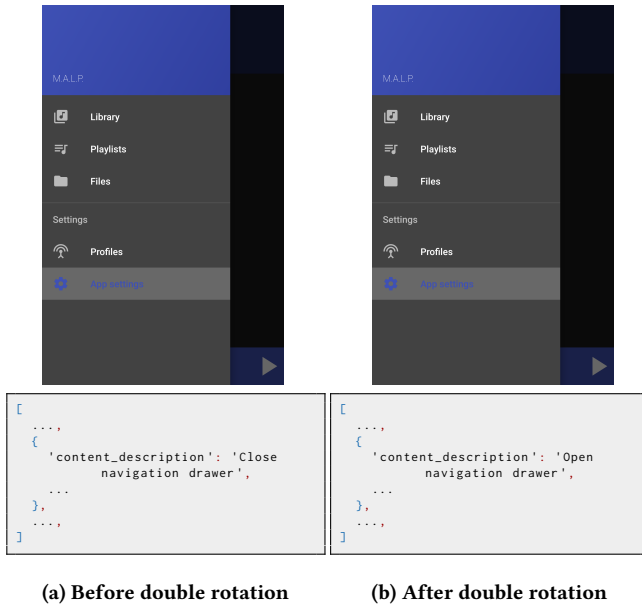 M.A.L.P.
Library
Playlists
Files
Settings
Profiles
App settings
M.A.L.P.
Library
Playlists
Files
Settings
Profiles
App settings
[
...,
{
'content_description': 'Close
navigation drawer',
...
},
...,
]
[
...,
{
'content_description': 'Open
navigation drawer',
...
},
...,
]
(a) Before double rotation
(b) After double rotation